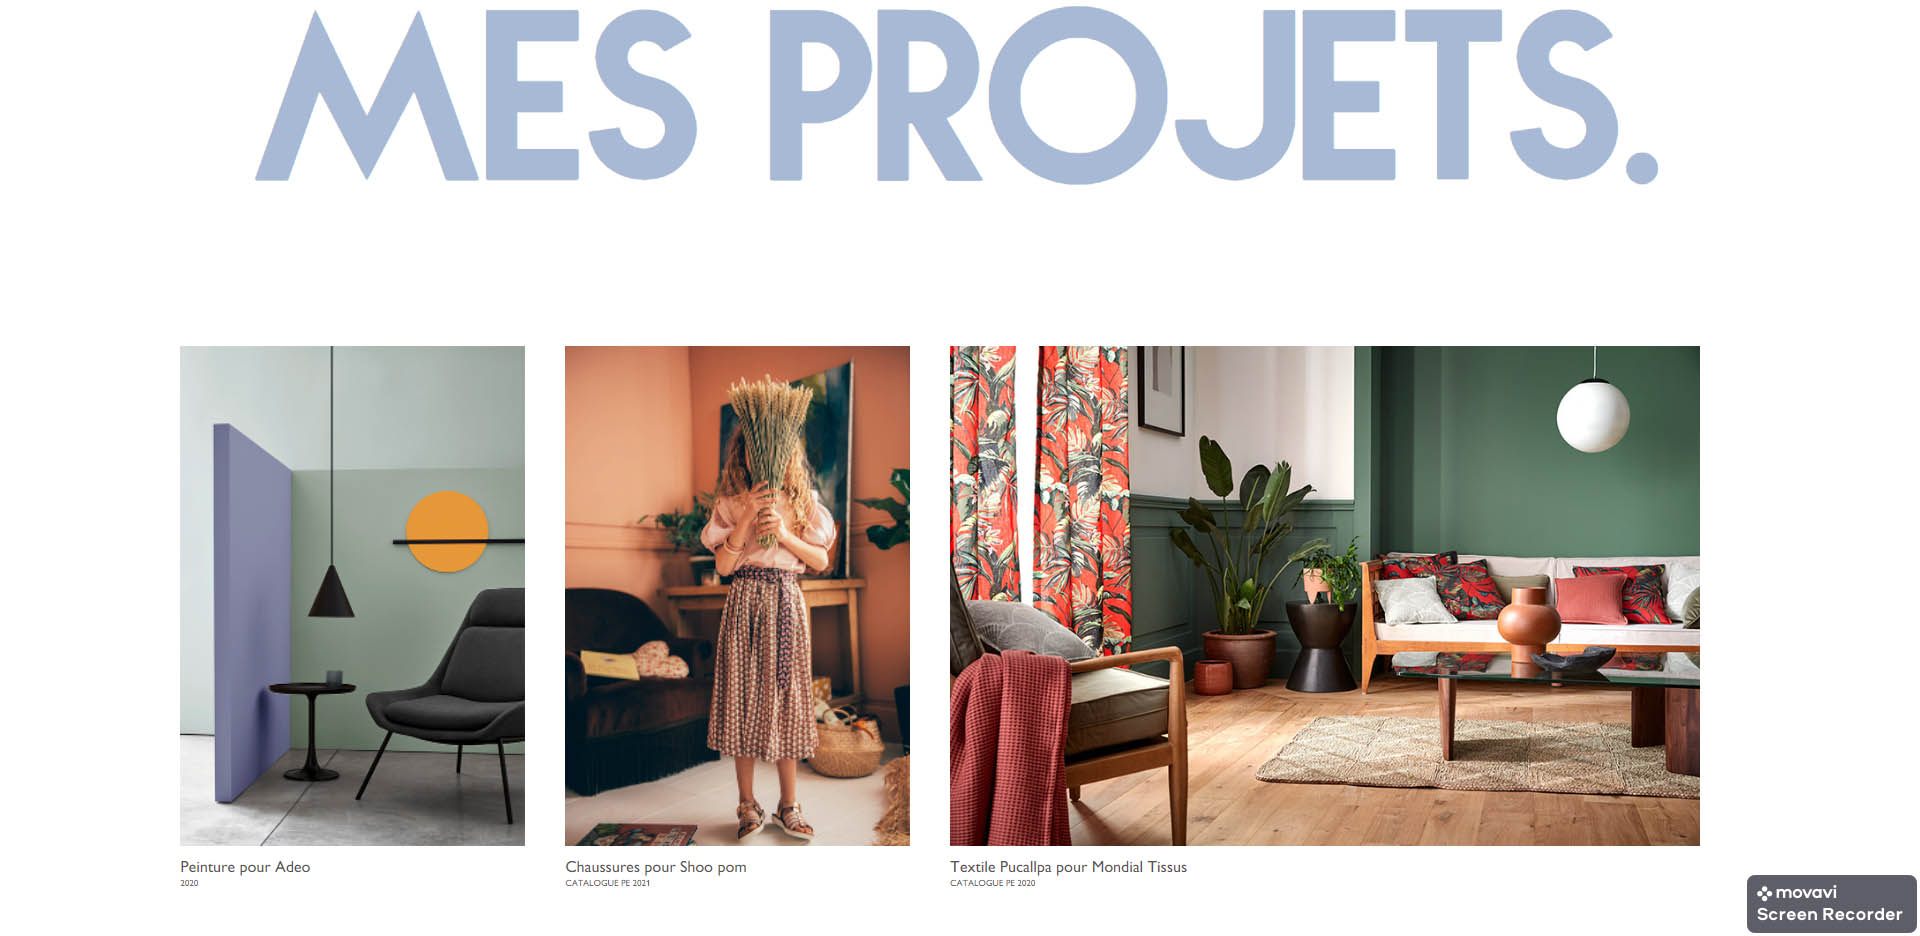 MES PROJETS.
Peinture pour Adeo
2020
Chaussures pour Shoo pom
CATALOGUE PE 2021
Textile Pucallpa pour Mondial Tissus
CATALOGUE PE 2020
movavi
Screen Recorder